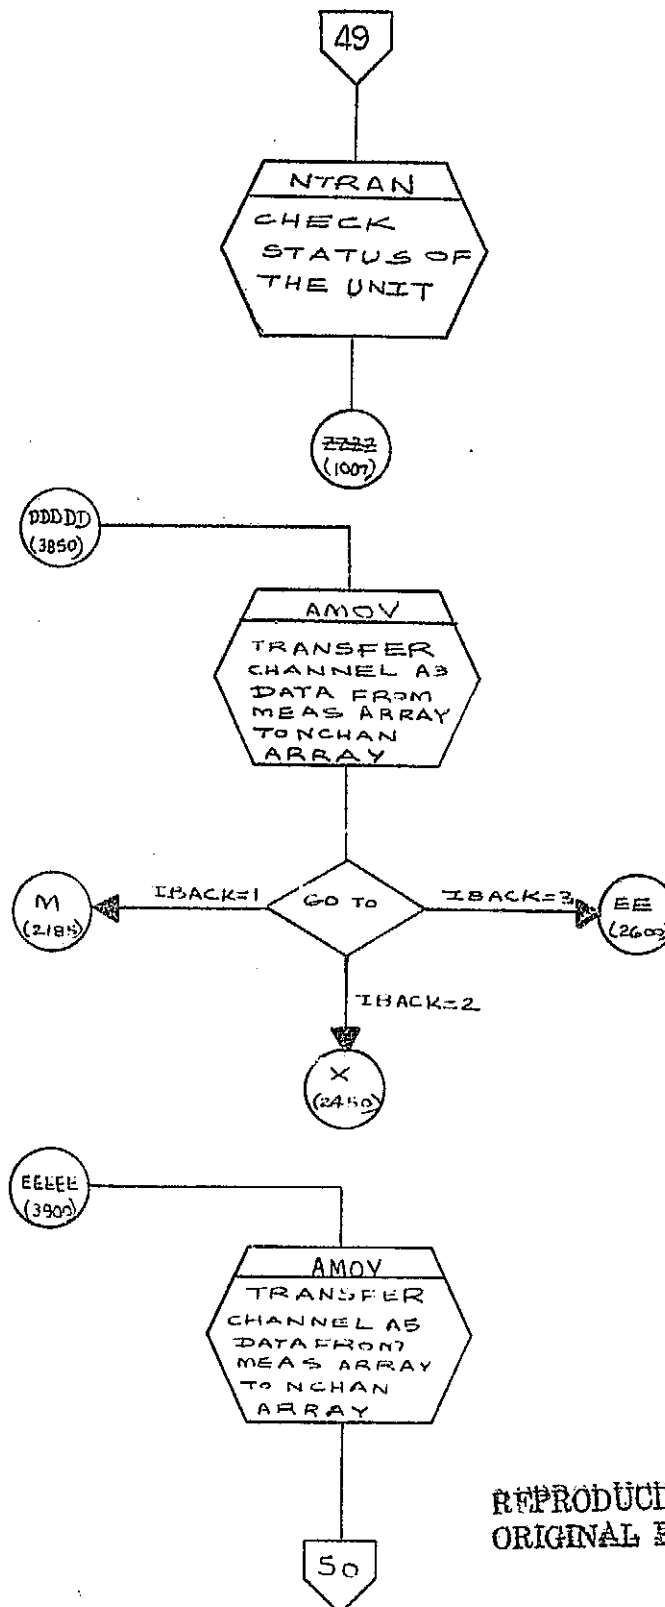 49
NTRAN
CHECK
STATUS OF
THE UNIT
ZZZZ
(1007)
DDDDD
(3850)
AMOV
TRANSFER
CHANNEL A3
DATA FROM
MEAS ARRAY
TO NCHAN
ARRAY
M
(2185)
IBACK=1
GO TO
IBACK=3
EE
(2600)
IBACK=2
X
(2450)
EEEEE
(3900)
AMOV
TRANSFER
CHANNEL A5
DATA FROM
MEAS ARRAY
TO NCHAN
ARRAY
50
ORIGINAL